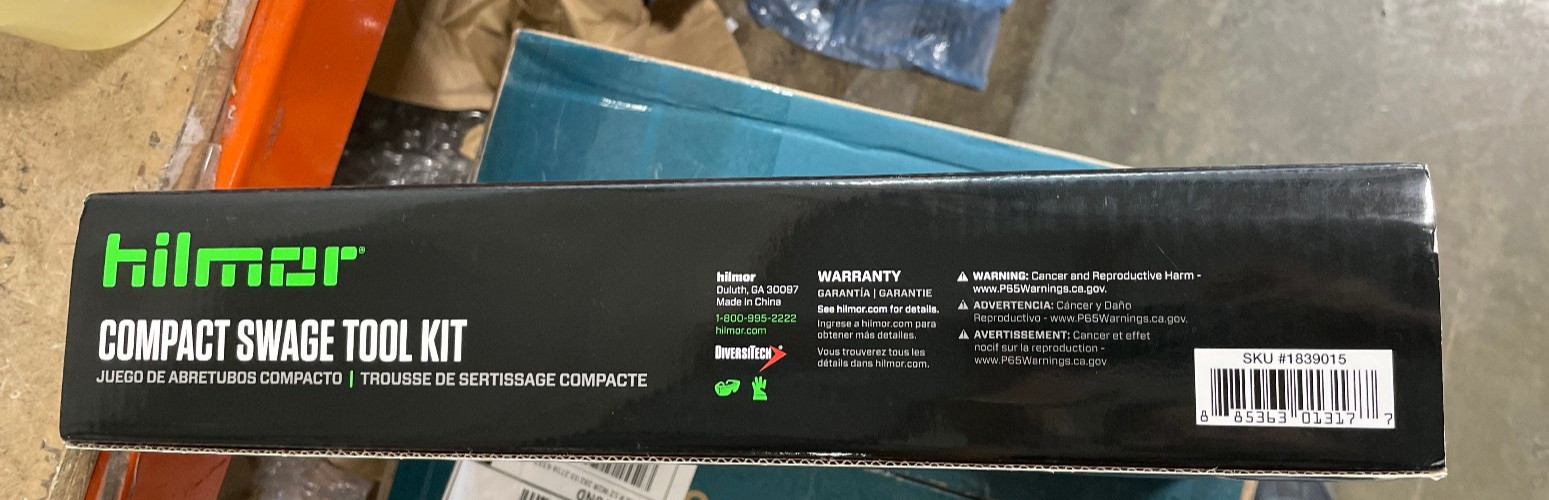 hilmor®
COMPACT SWAGE TOOL KIT
JUEGO DE ABRETUBOS COMPACTO | TROUSSE DE SERTISSAGE COMPACTE
hilmor
Duluth, GA 30097
Made in China
1-800-995-2222
hilmor.com
DIVERSITECH
WARRANTY
GARANTÍA | GARANTIE
See hilmor.com for details.
Ingrese a hilmor.com para
obtener más detalles.
Vous trouverez tous les
détails dans hilmor.com.
WARNING: Cancer and Reproductive Harm -
www.P65Warnings.ca.gov.
ADVERTENCIA: Cáncer y Daño
Reproductivo - www.P65Warnings.ca.gov.
AVERTISSEMENT: Cancer et effet
nocif sur la reproduction -
www.P65Warnings.ca.gov
SKU #1839015
8 85363 01317 7